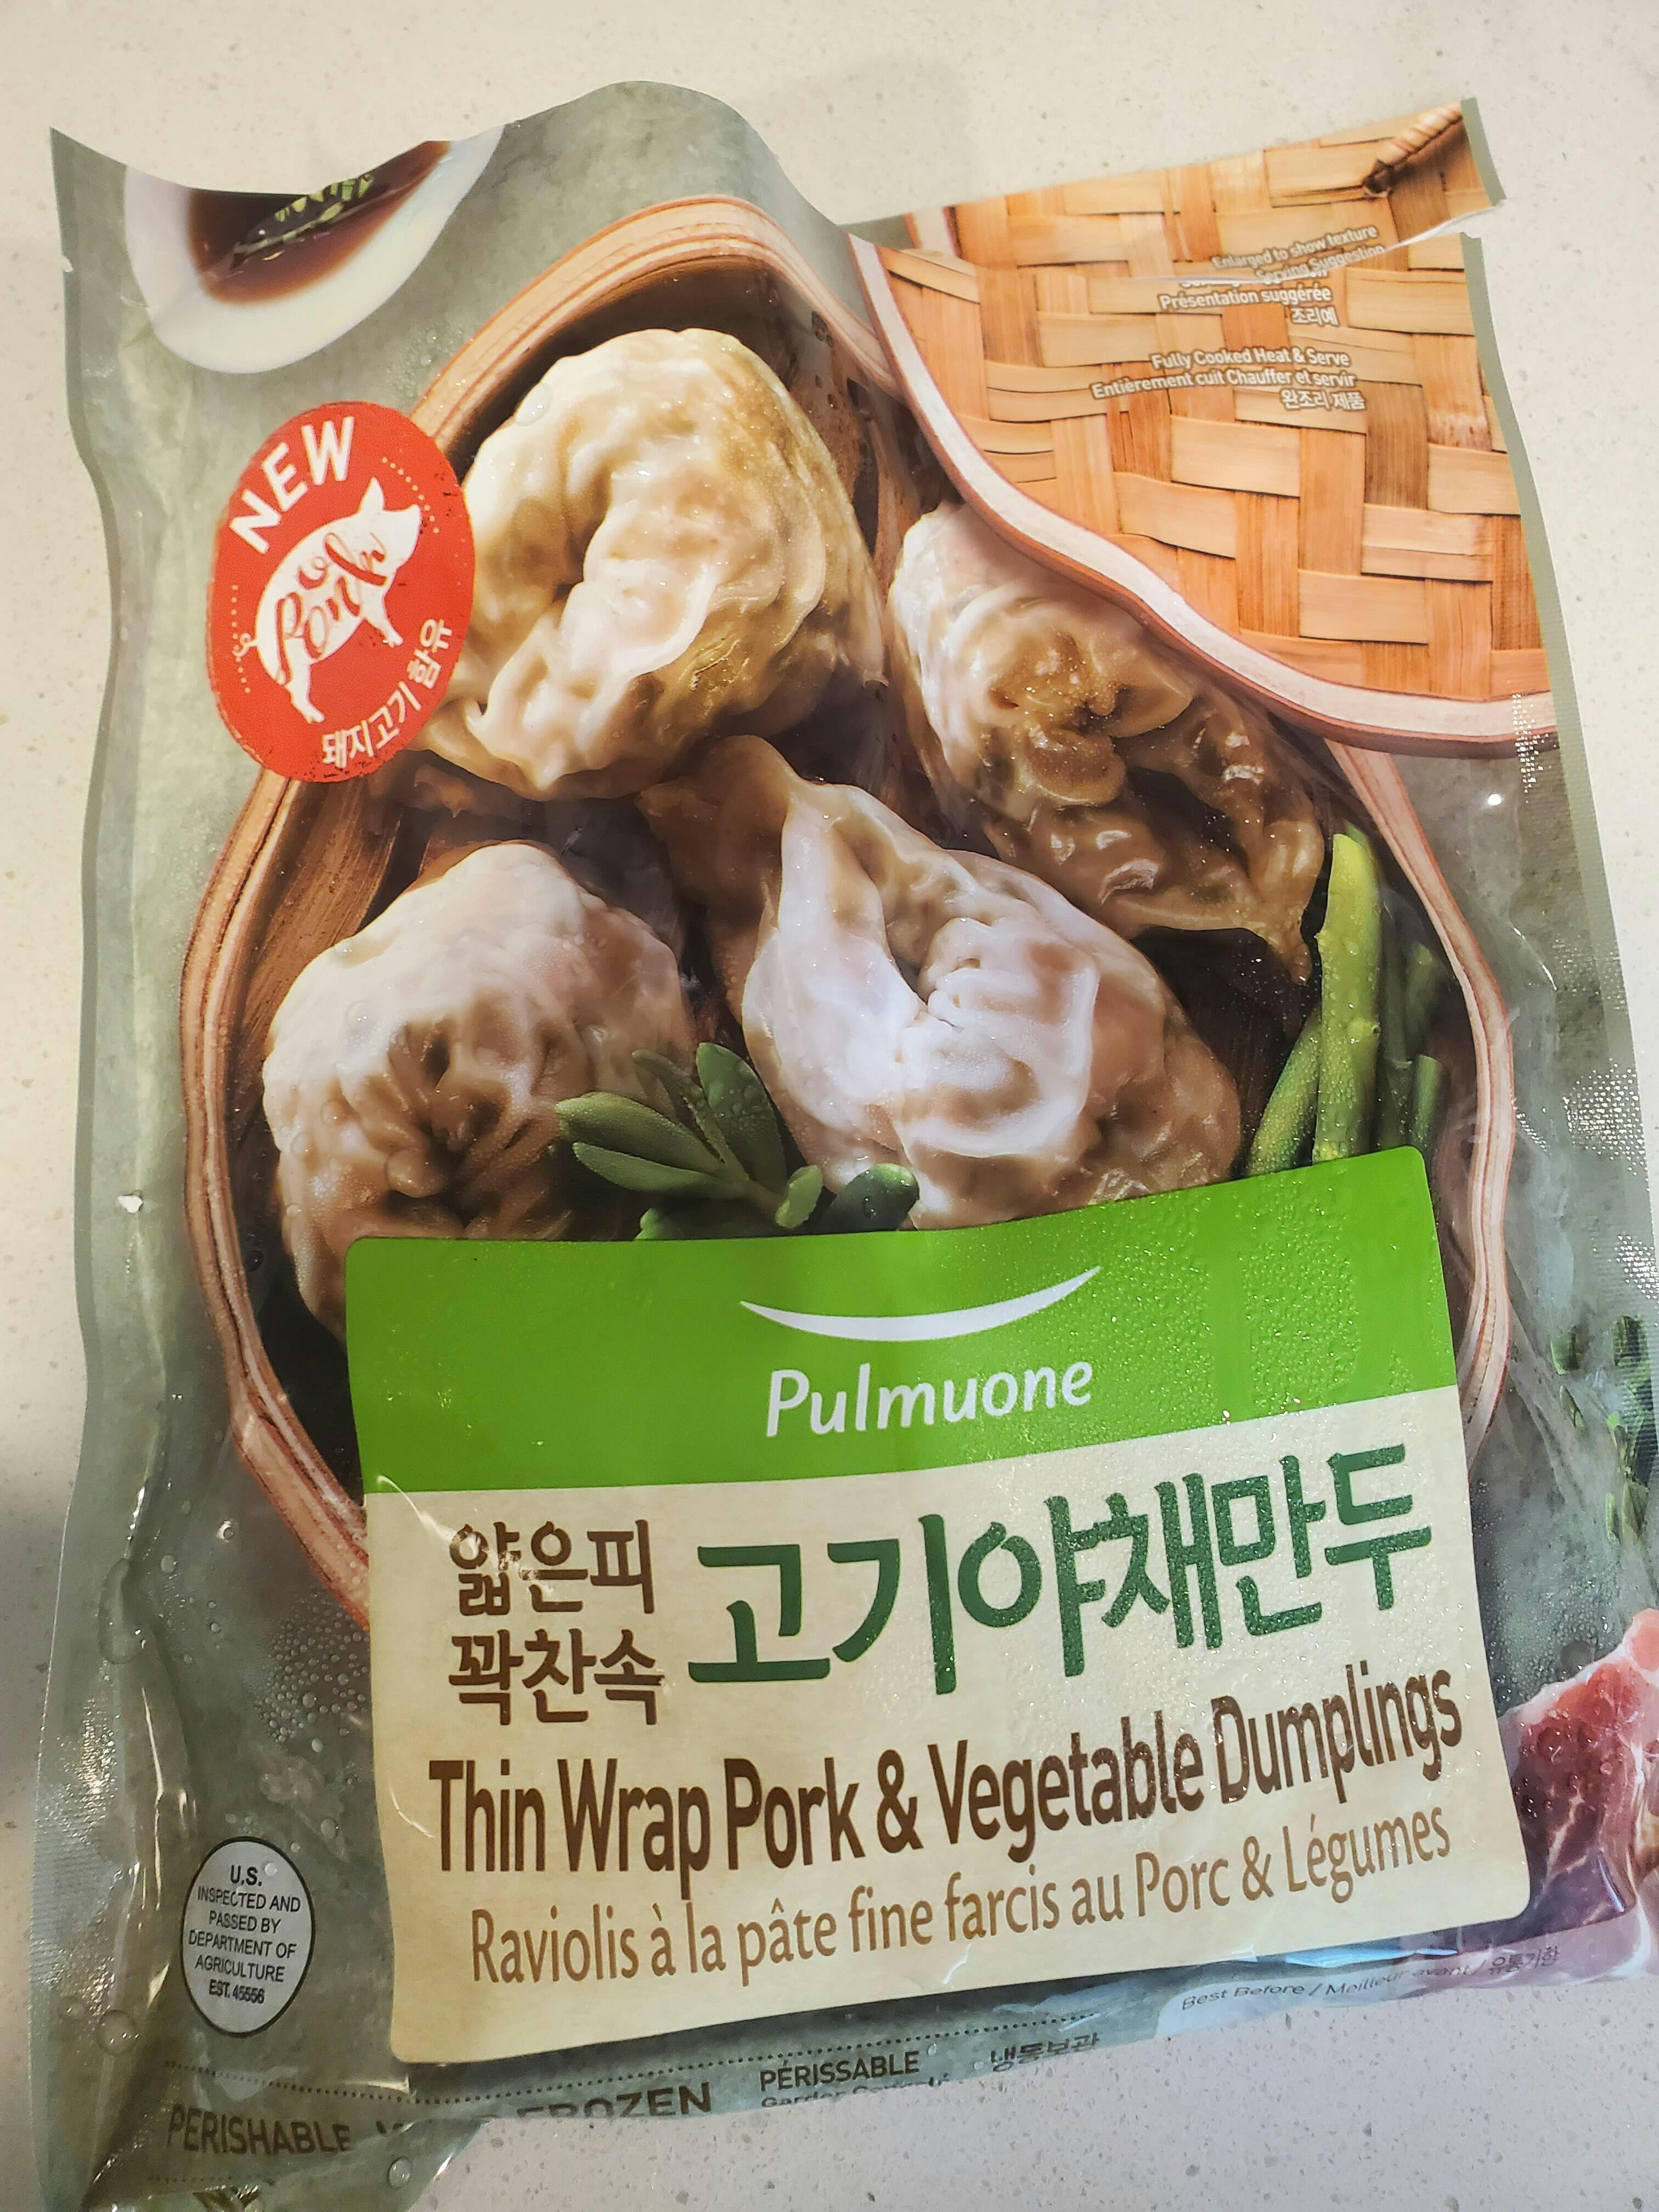 Enlarged to show texture
Serving Suggestion
Présentation suggérée
조리예
Fully Cooked Heat & Serve
Entièrement cuit Chauffer et servir
완조리 제품
NEW
Pork
돼지고기 함유
Pulmuone
얇은피
꽉찬속
고기야채만두
Thin Wrap Pork & Vegetable Dumplings
Raviolis à la pâte fine farcis au Porc & Légumes
U.S.
INSPECTED AND
PASSED BY
DEPARTMENT OF
AGRICULTURE
EST. 45556
Best Before / Meilleur avant / 유통기한
PERISHABLE
FROZEN
PÉRISSABLE
Garder
냉동보관